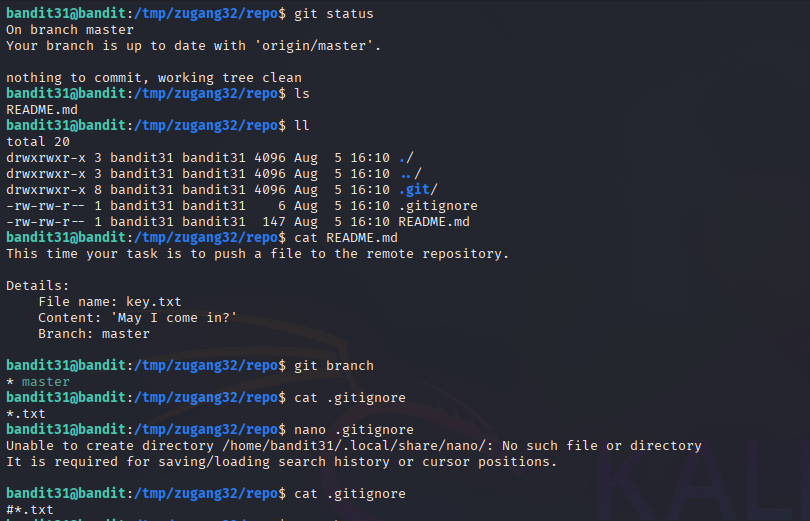 bandit31@bandit:/tmp/zugang32/repo$ git status
On branch master
Your branch is up to date with 'origin/master'.
nothing to commit, working tree clean
bandit31@bandit:/tmp/zugang32/repo$ ls
README.md
bandit31@bandit:/tmp/zugang32/repo$ ll
total 20
drwxrwxr-x 3 bandit31 bandit31 4096 Aug  5 16:10 ./
drwxrwxr-x 3 bandit31 bandit31 4096 Aug  5 16:10 ../
drwxrwxr-x 8 bandit31 bandit31 4096 Aug  5 16:10 .git/
-rw-rw-r-- 1 bandit31 bandit31    6 Aug  5 16:10 .gitignore
-rw-rw-r-- 1 bandit31 bandit31  147 Aug  5 16:10 README.md
bandit31@bandit:/tmp/zugang32/repo$ cat README.md
This time your task is to push a file to the remote repository.
Details:
    File name: key.txt
    Content: 'May I come in?'
    Branch: master
bandit31@bandit:/tmp/zugang32/repo$ git branch
* master
bandit31@bandit:/tmp/zugang32/repo$ cat .gitignore
*.txt
bandit31@bandit:/tmp/zugang32/repo$ nano .gitignore
Unable to create directory /home/bandit31/.local/share/nano/: No such file or directory
It is required for saving/loading search history or cursor positions.
bandit31@bandit:/tmp/zugang32/repo$ cat .gitignore
#*.txt
KALI